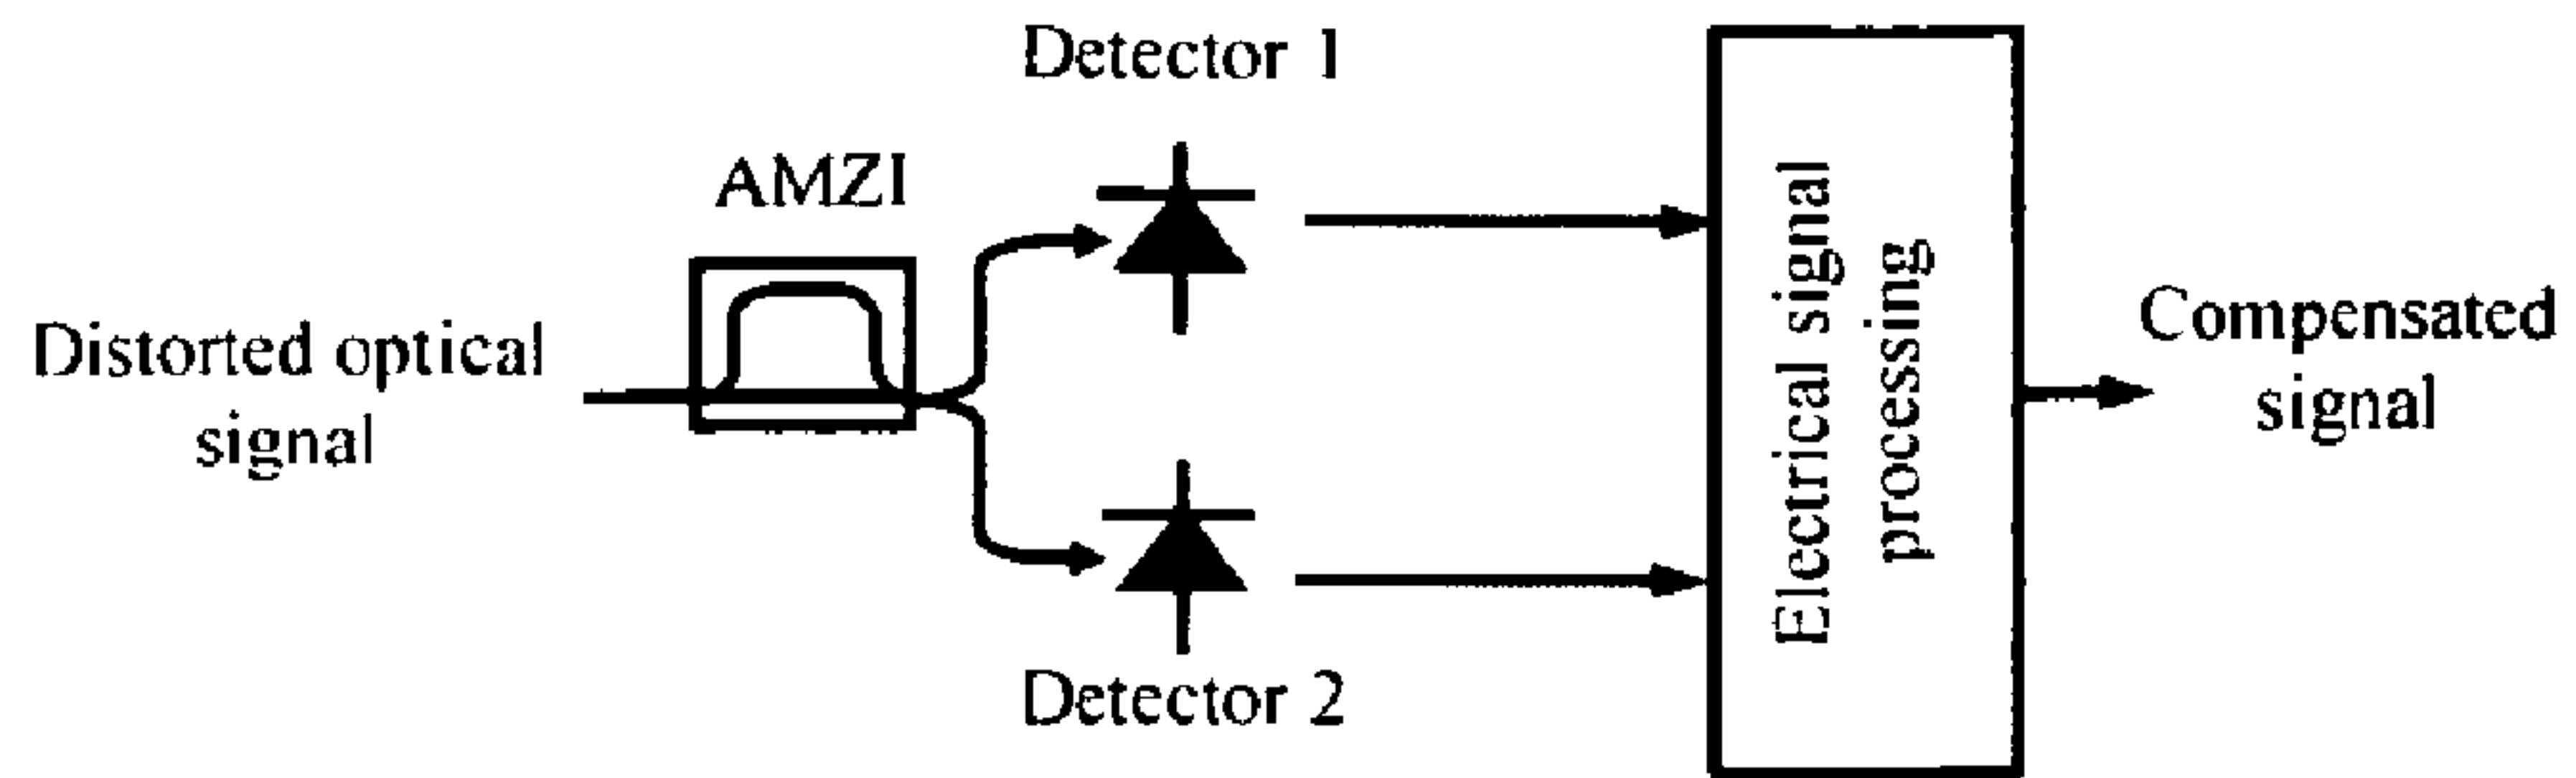 Detector 1
AMZI
Distorted optical
signal
Detector 2
Electrical signal
processing
Compensated
signal